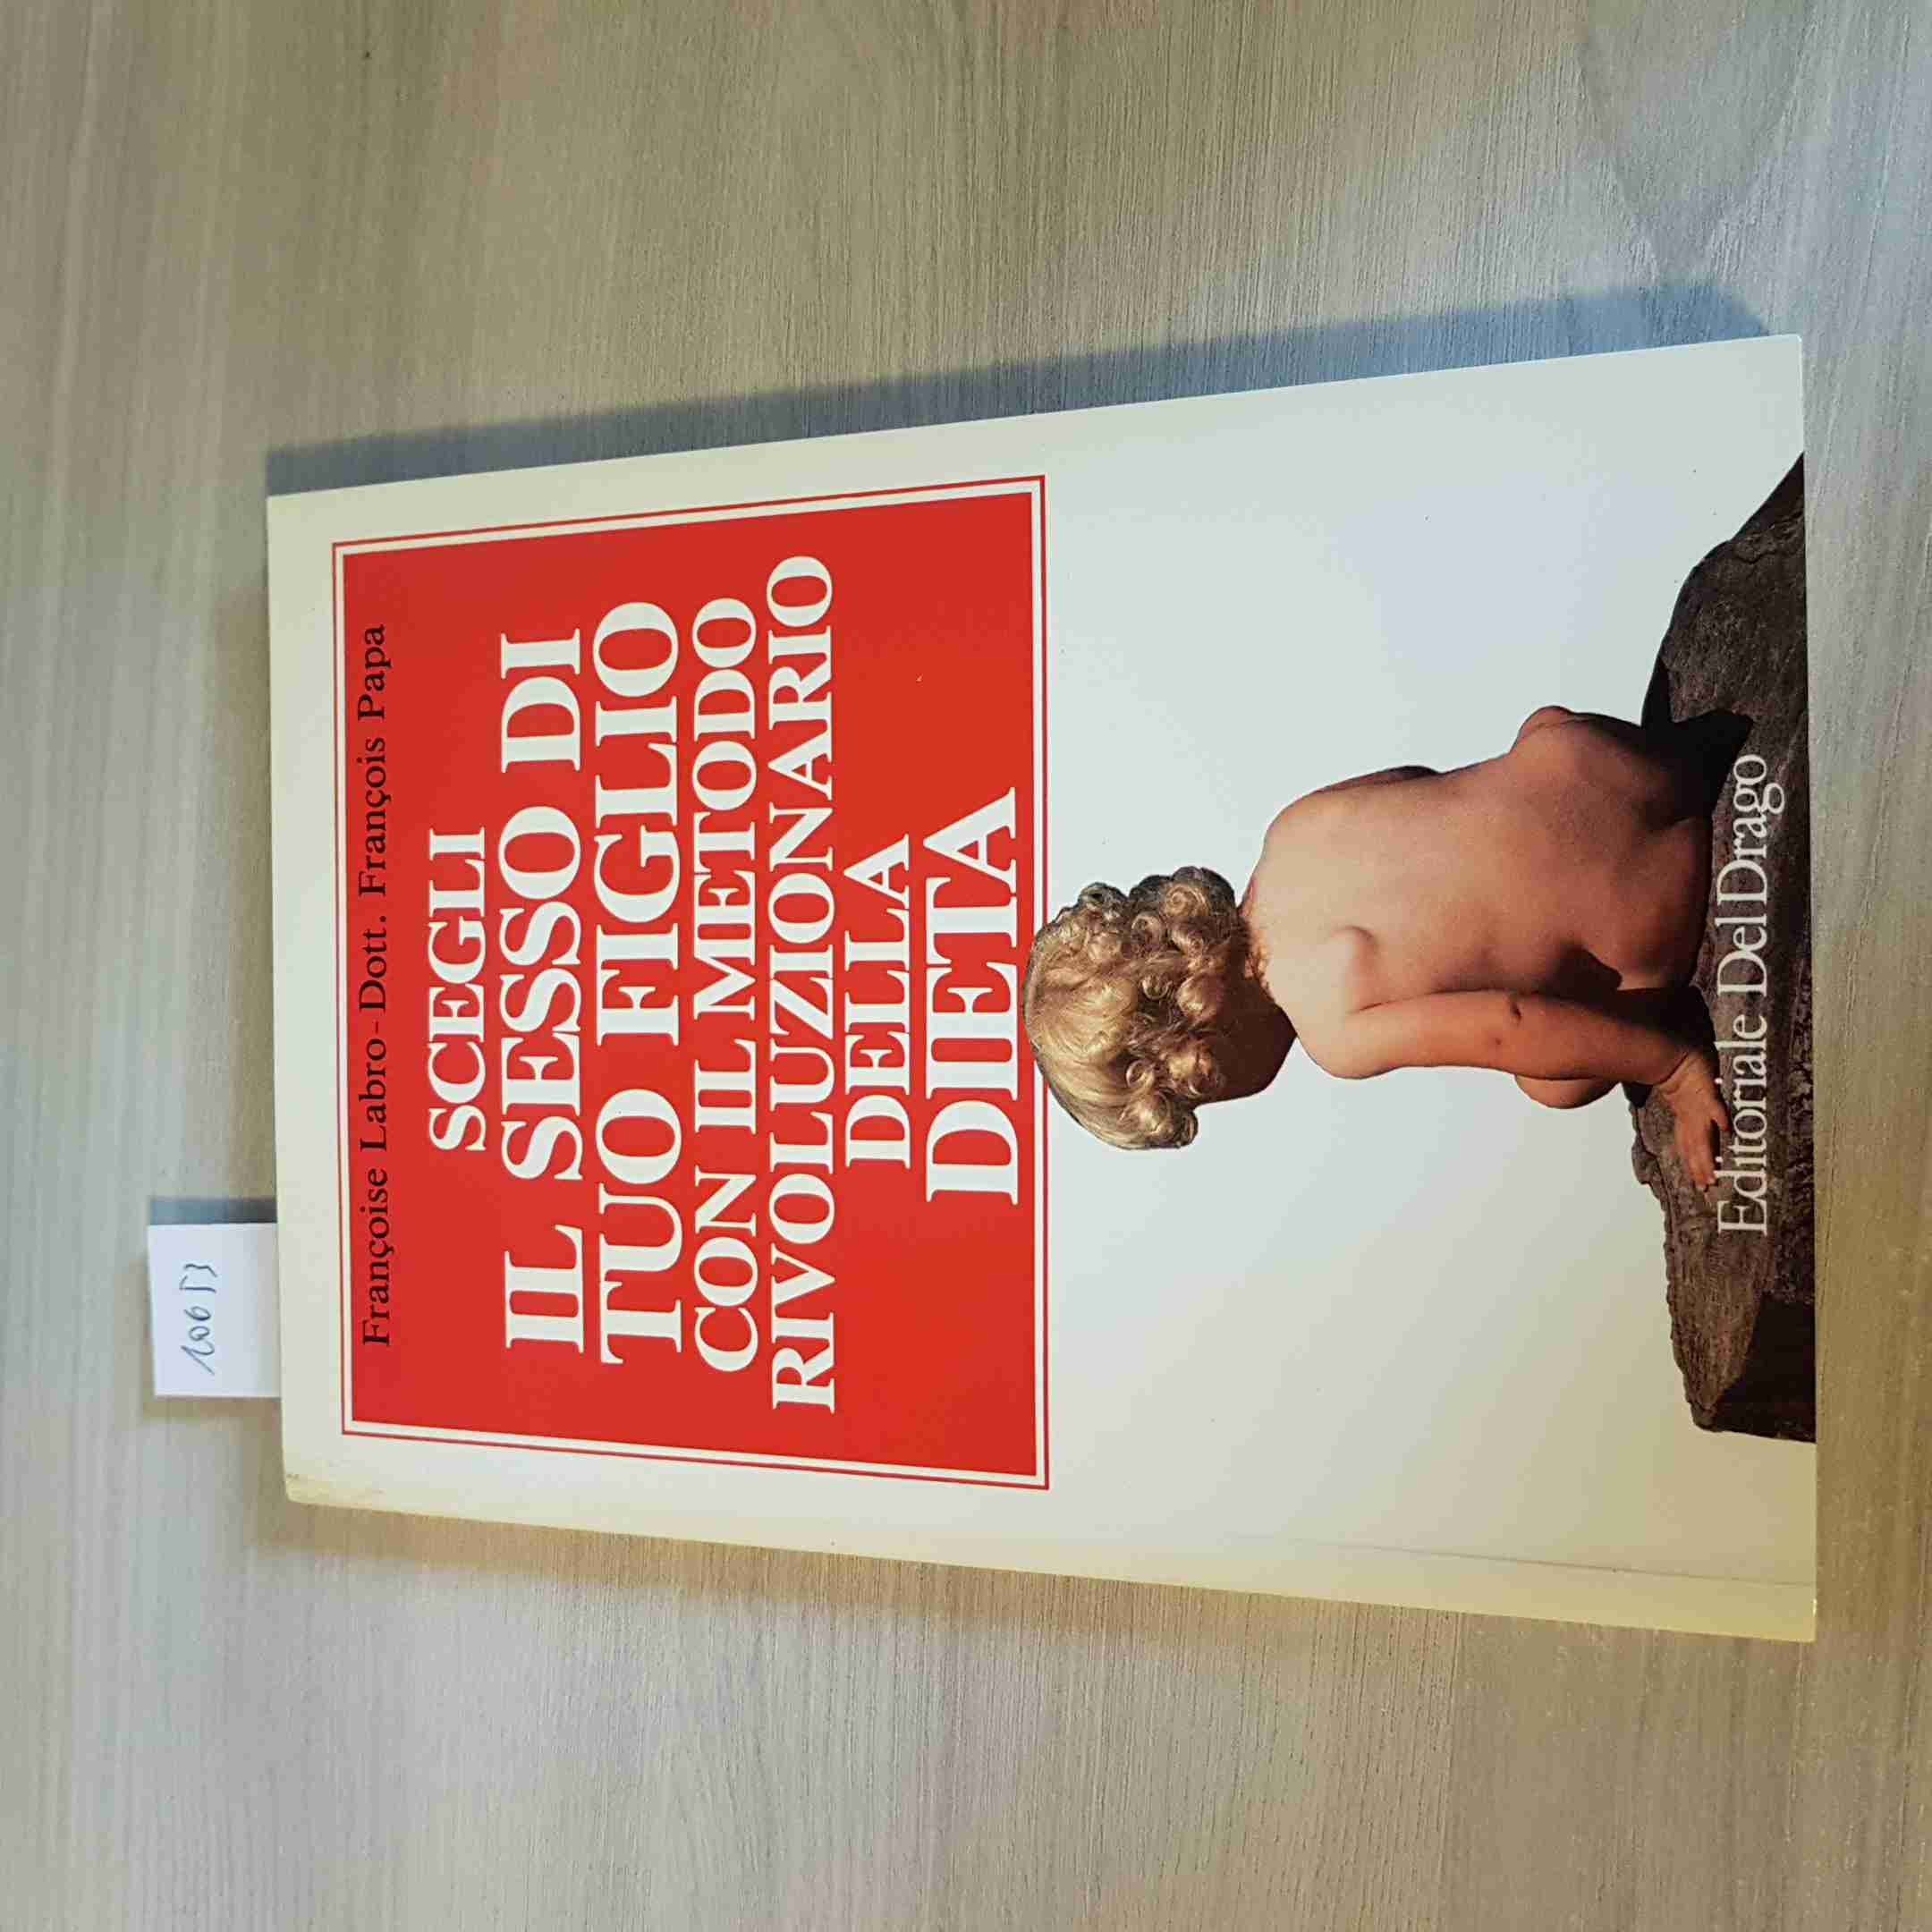 10653
Françoise Labro-Dott. François Papa
SCEGLI
IL SESSO DI
TUO FIGLIO
CON IL METODO
RIVOLUZIONARIO
DELLA
DIETA
Editoriale Del Drago